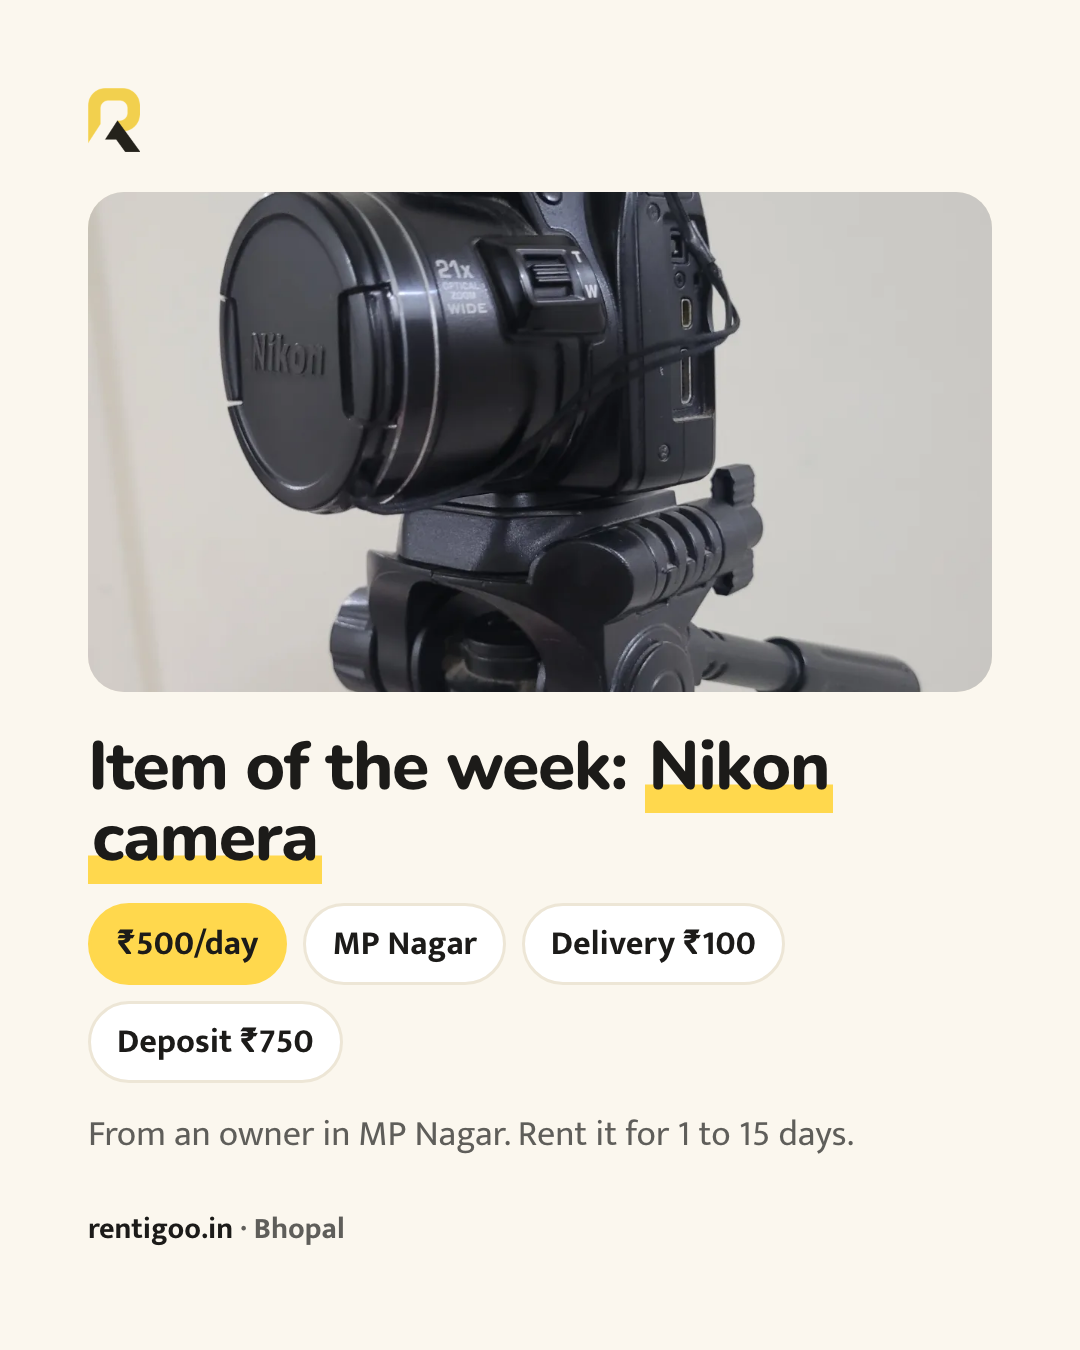 21x
OPTICAL
ZOOM
WIDE
T
W
Nikon
Item of the week: Nikon
camera
₹500/day
MP Nagar
Delivery ₹100
Deposit ₹750
From an owner in MP Nagar. Rent it for 1 to 15 days.
rentigoo.in · Bhopal